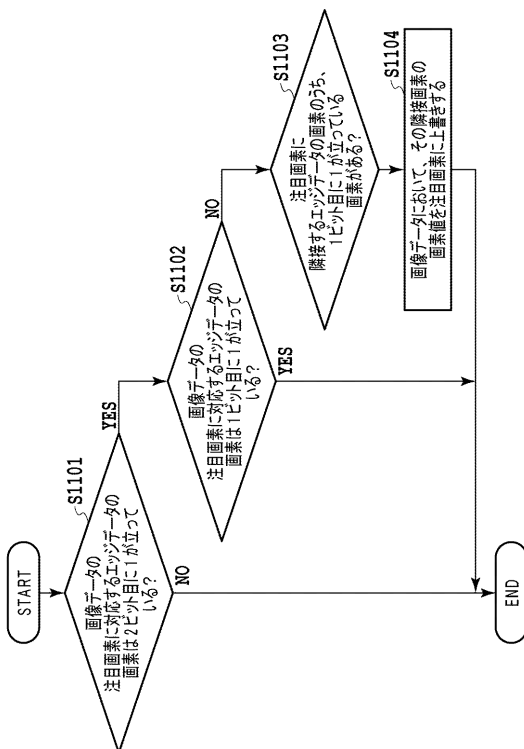 START
S1101
画像データの
注目画素に対応するエッジデータの
画素は2ビット目に1が立って
いる?
YES
NO
S1102
画像データの
注目画素に対応するエッジデータの
画素は1ビット目に1が立って
いる?
NO
YES
S1103
注目画素に
隣接するエッジデータの画素のうち、
1ビット目に1が立っている
画素がある?
S1104
画像データにおいて、その隣接画素の
画素値を注目画素に上書きする
END